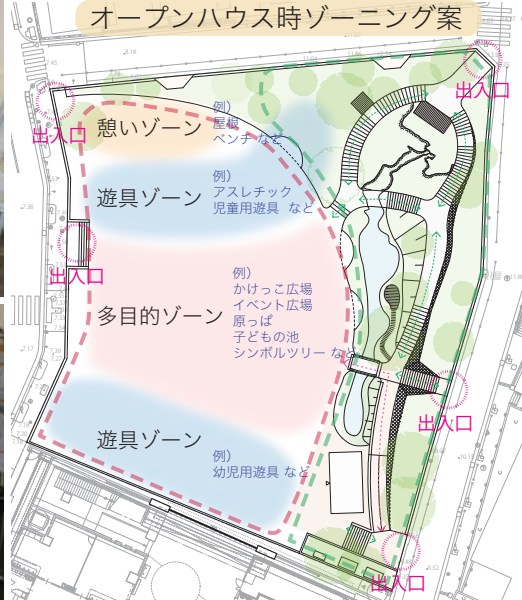 オープンハウス時ゾーニング案
出入口
出入口
憩いゾーン
例）
屋根
ベンチ など
遊具ゾーン
例）
アスレチック
児童用遊具 など
出入口
多目的ゾーン
例）
かけっこ広場
イベント広場
原っぱ
子どもの池
シンボルツリー など
出入口
遊具ゾーン
例）
幼児用遊具 など
出入口